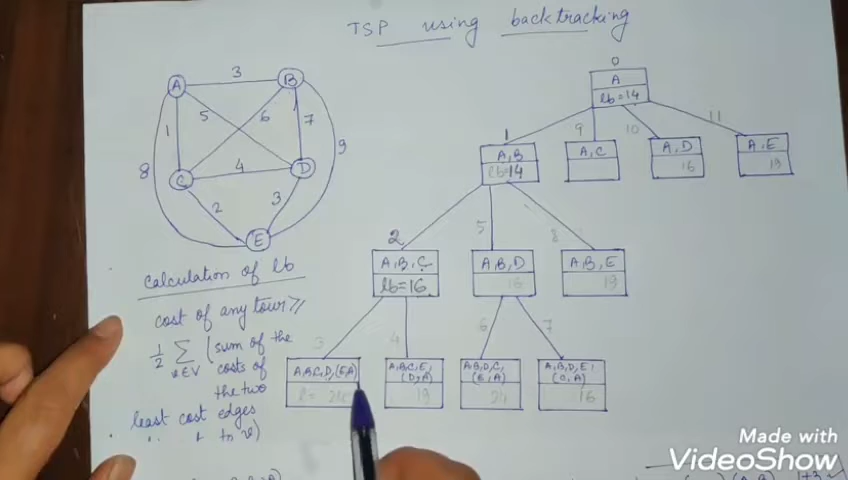 TSP using backtracking
A 3 B
1 5 6 7
8 9
C 4 D
2 3
E
0
A
lb=14
1 9 10 11
A,B
lb=14
A,C
A,D
16
A,E
19
2 5 8
A,B,C
lb=16
A,B,D
16
A,B,E
19
3 4 6 7
A,B,C,D,(E,A)
l= 24
A,B,C,E,
(D,A)
19
A,B,D,C,
(E,A)
24
A,B,D,E,
(C,A)
16
calculation of lb
cost of any tour ≥
1/2 Σ (sum of the
costs of
the two
least cost edges
to v)
(A,B)
Made with
VideoShow